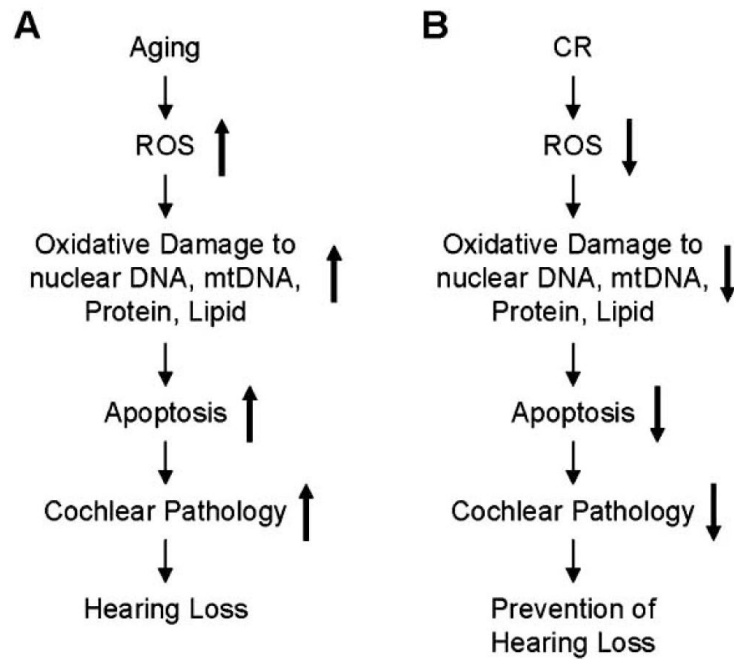 A
Aging
ROS
Oxidative Damage to
nuclear DNA, mtDNA,
Protein, Lipid
Apoptosis
Cochlear Pathology
Hearing Loss
B
CR
ROS
Oxidative Damage to
nuclear DNA, mtDNA,
Protein, Lipid
Apoptosis
Cochlear Pathology
Prevention of
Hearing Loss